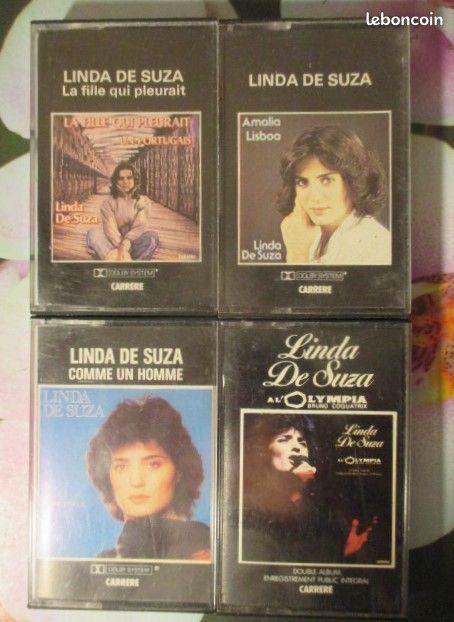 leboncoin
LINDA DE SUZA
La fille qui pleurait
LA FILLE QUI PLEURAIT
UN PORTUGAIS
Linda
De Suza
DOLBY SYSTEM
CARRERE
LINDA DE SUZA
Amalia
Lisboa
Linda
De Suza
DOLBY SYSTEM
CARRERE
LINDA DE SUZA
COMME UN HOMME
LINDA
DE SUZA
DOLBY SYSTEM
CARRERE
Linda
De Suza
A L'OLYMPIA
BRUNO COQUATRIX
Linda
De Suza
A L'OLYMPIA
DOUBLE ALBUM
ENREGISTREMENT PUBLIC INTEGRAL
CARRERE